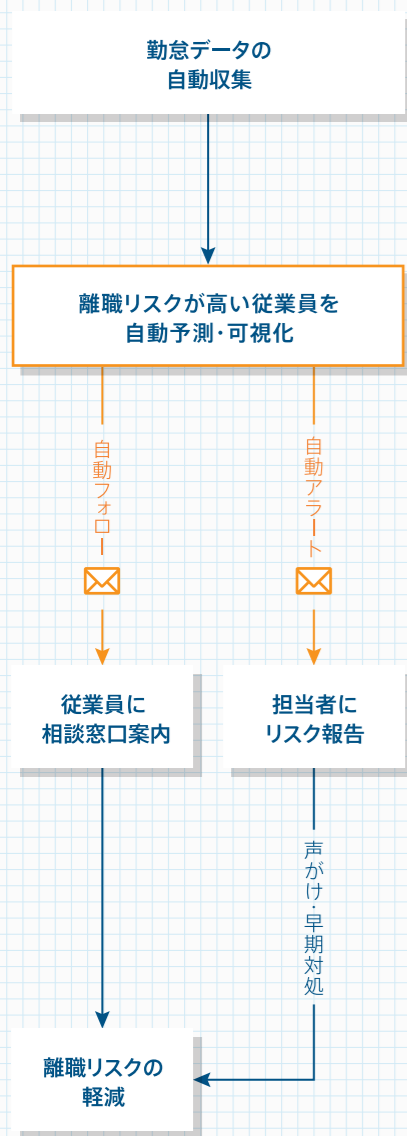 勤怠データの
自動収集
離職リスクが高い従業員を
自動予測・可視化
自動フォロー
自動アラート
従業員に
相談窓口案内
担当者に
リスク報告
声がけ・早期対処
離職リスクの
軽減